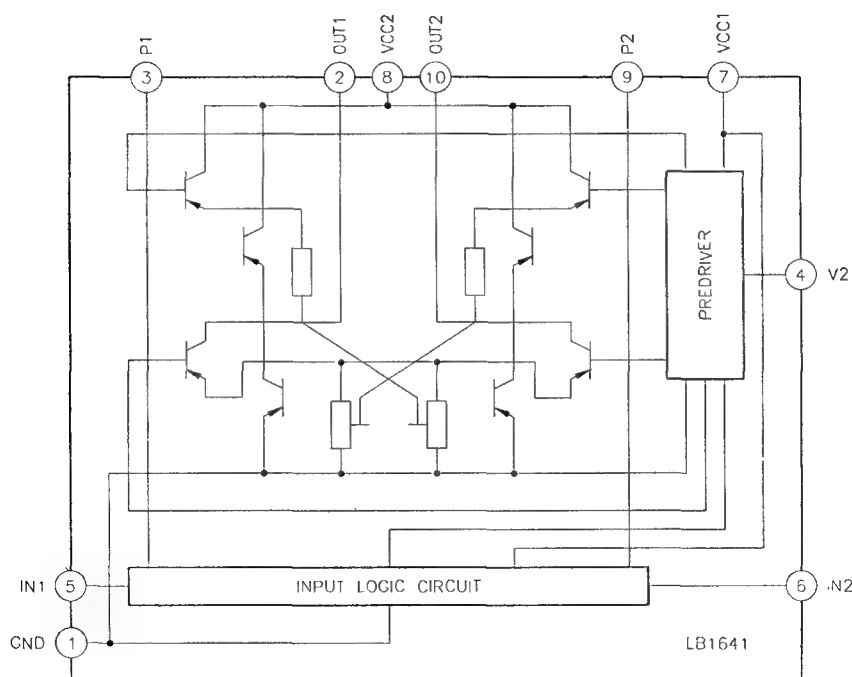 P1
OUT1
VCC2
OUT2
P2
VCC1
3
2
8
10
9
7
PREDRIVER
4
V2
IN1
5
INPUT LOGIC CIRCUIT
6
IN2
GND
1
LB1641